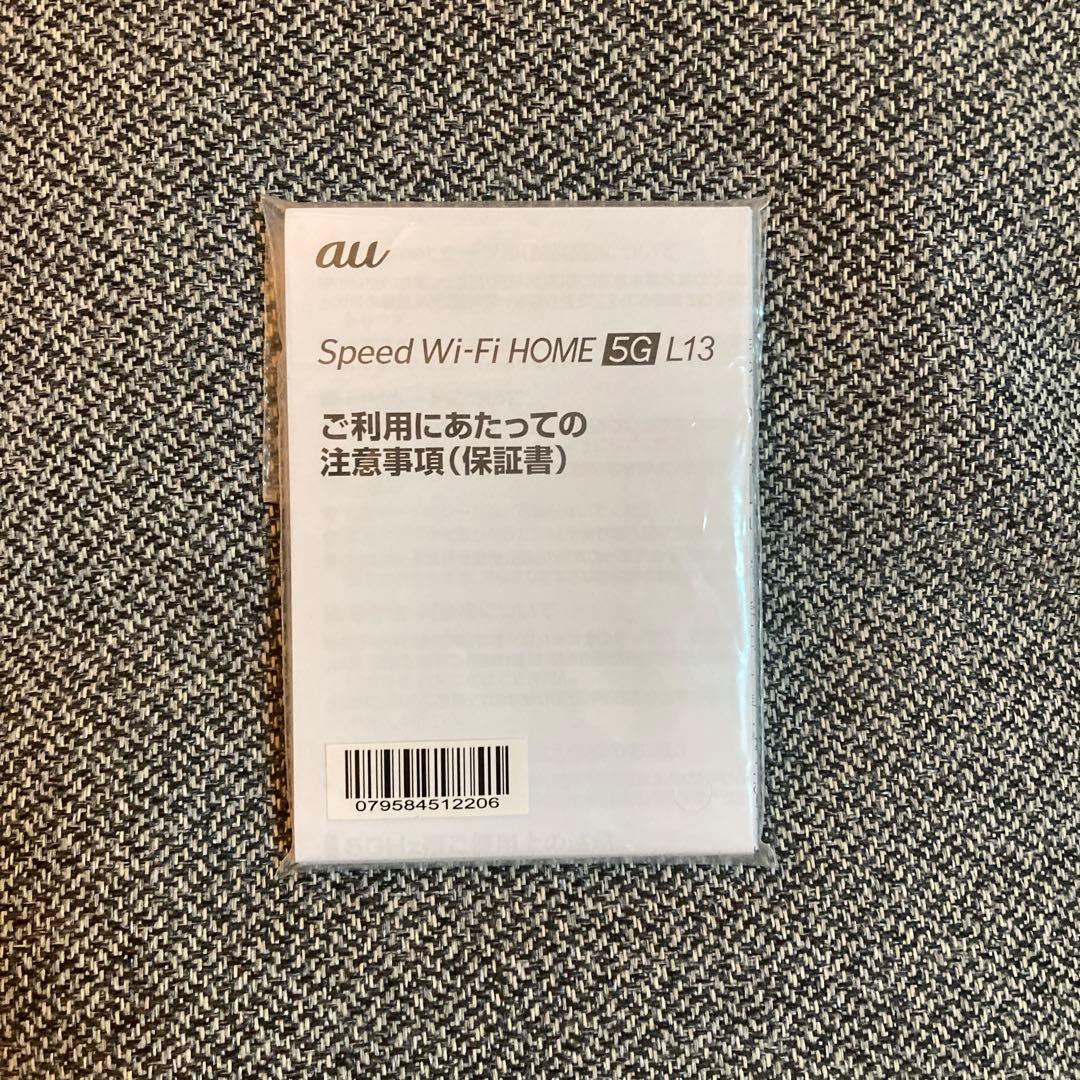 au
Speed Wi-Fi HOME 5G L13
ご利用にあたっての
注意事項(保証書)
079584512206